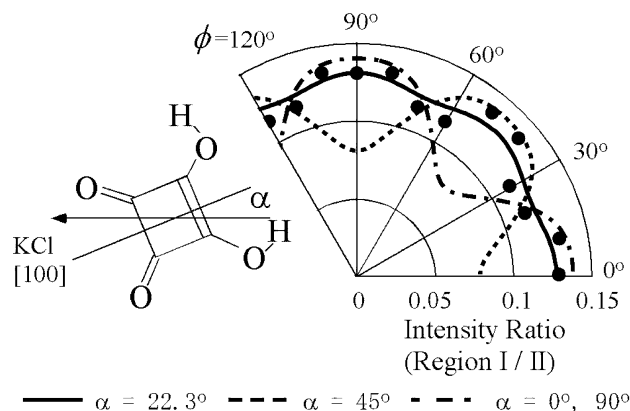 ϕ=120°
90°
60°
30°
0°
H
O
O
α
H
O
O
KCl
[100]
0
0.05
0.1
0.15
Intensity Ratio
(Region I / II)
α = 22.3°
α = 45°
α = 0°, 90°